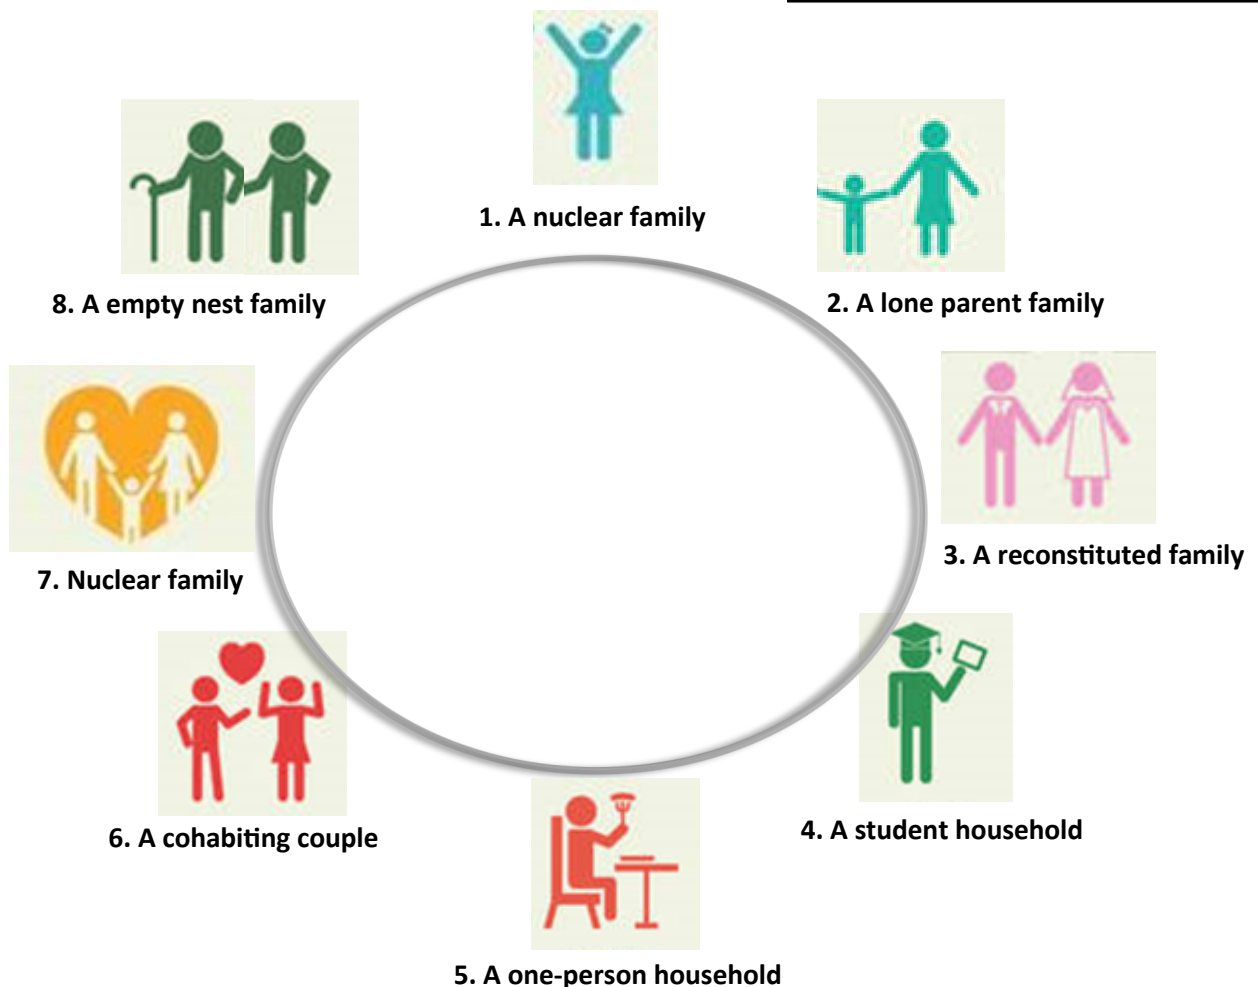 1. A nuclear family
2. A lone parent family
3. A reconstituted family
4. A student household
5. A one-person household
6. A cohabiting couple
7. Nuclear family
8. A empty nest family